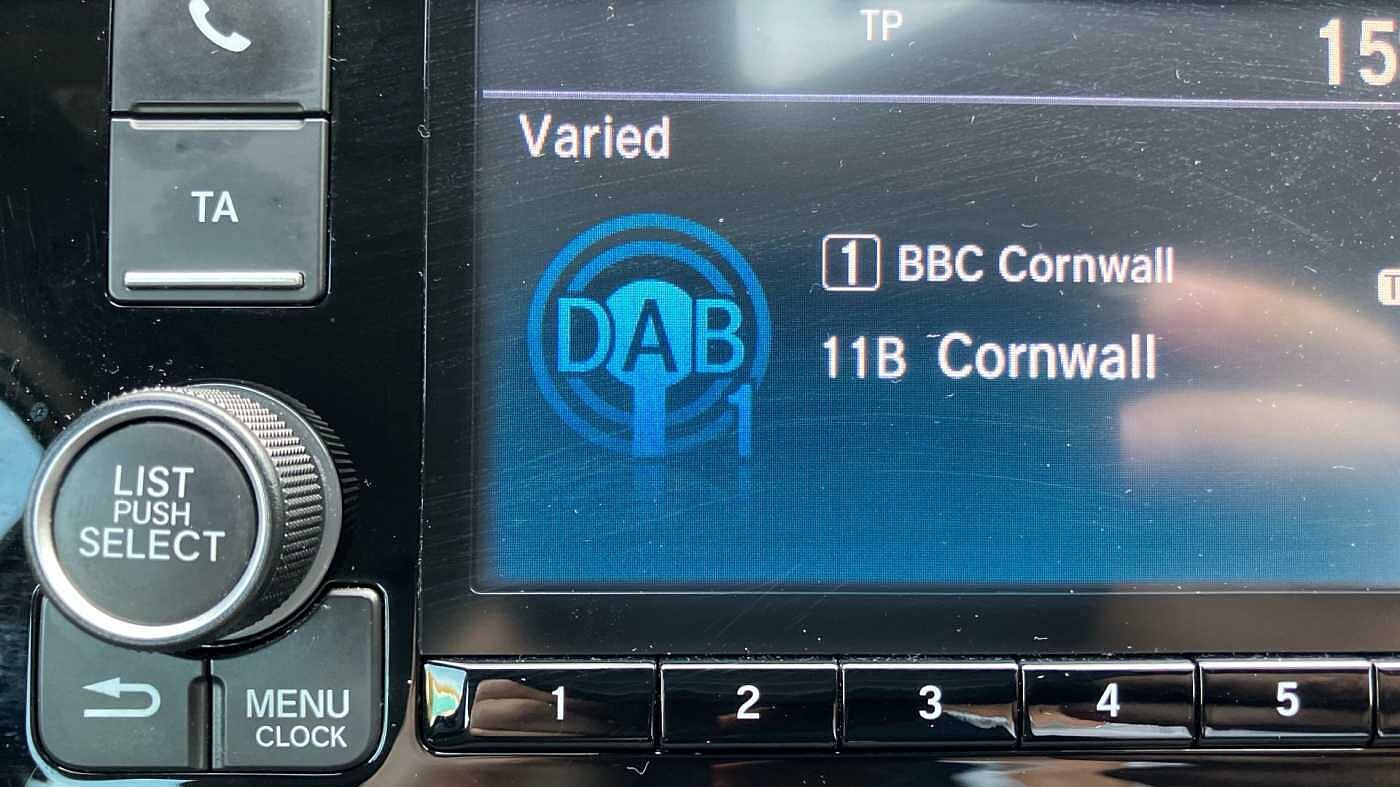 TP
15
Varied
TA
DAB
1
1 BBC Cornwall
11B Cornwall
LIST
PUSH
SELECT
MENU
CLOCK
1 2 3 4 5